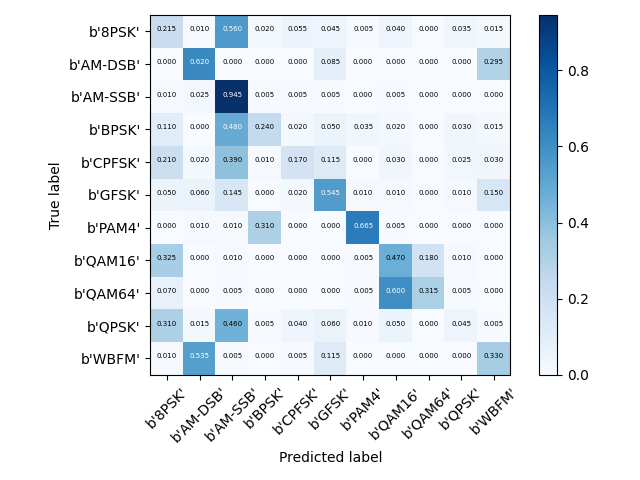 b'8PSK' 0.215 0.010 0.560 0.020 0.055 0.045 0.005 0.040 0.000 0.035 0.015
b'AM-DSB' 0.000 0.620 0.000 0.000 0.000 0.085 0.000 0.000 0.000 0.000 0.295
b'AM-SSB' 0.010 0.025 0.945 0.005 0.005 0.005 0.000 0.005 0.000 0.000 0.000
b'BPSK' 0.110 0.000 0.480 0.240 0.020 0.050 0.035 0.020 0.000 0.030 0.015
b'CPFSK' 0.210 0.020 0.390 0.010 0.170 0.115 0.000 0.030 0.000 0.025 0.030
b'GFSK' 0.050 0.060 0.145 0.000 0.020 0.545 0.010 0.010 0.000 0.010 0.150
b'PAM4' 0.000 0.010 0.010 0.310 0.000 0.000 0.665 0.005 0.000 0.000 0.000
b'QAM16' 0.325 0.000 0.010 0.000 0.000 0.000 0.005 0.470 0.180 0.010 0.000
b'QAM64' 0.070 0.000 0.005 0.000 0.000 0.000 0.005 0.600 0.315 0.005 0.000
b'QPSK' 0.310 0.015 0.460 0.005 0.040 0.060 0.010 0.050 0.000 0.045 0.005
b'WBFM' 0.010 0.535 0.005 0.000 0.005 0.115 0.000 0.000 0.000 0.000 0.330
True label
b'8PSK' b'AM-DSB' b'AM-SSB' b'BPSK' b'CPFSK' b'GFSK' b'PAM4' b'QAM16' b'QAM64' b'QPSK' b'WBFM'
Predicted label
0.8
0.6
0.4
0.2
0.0